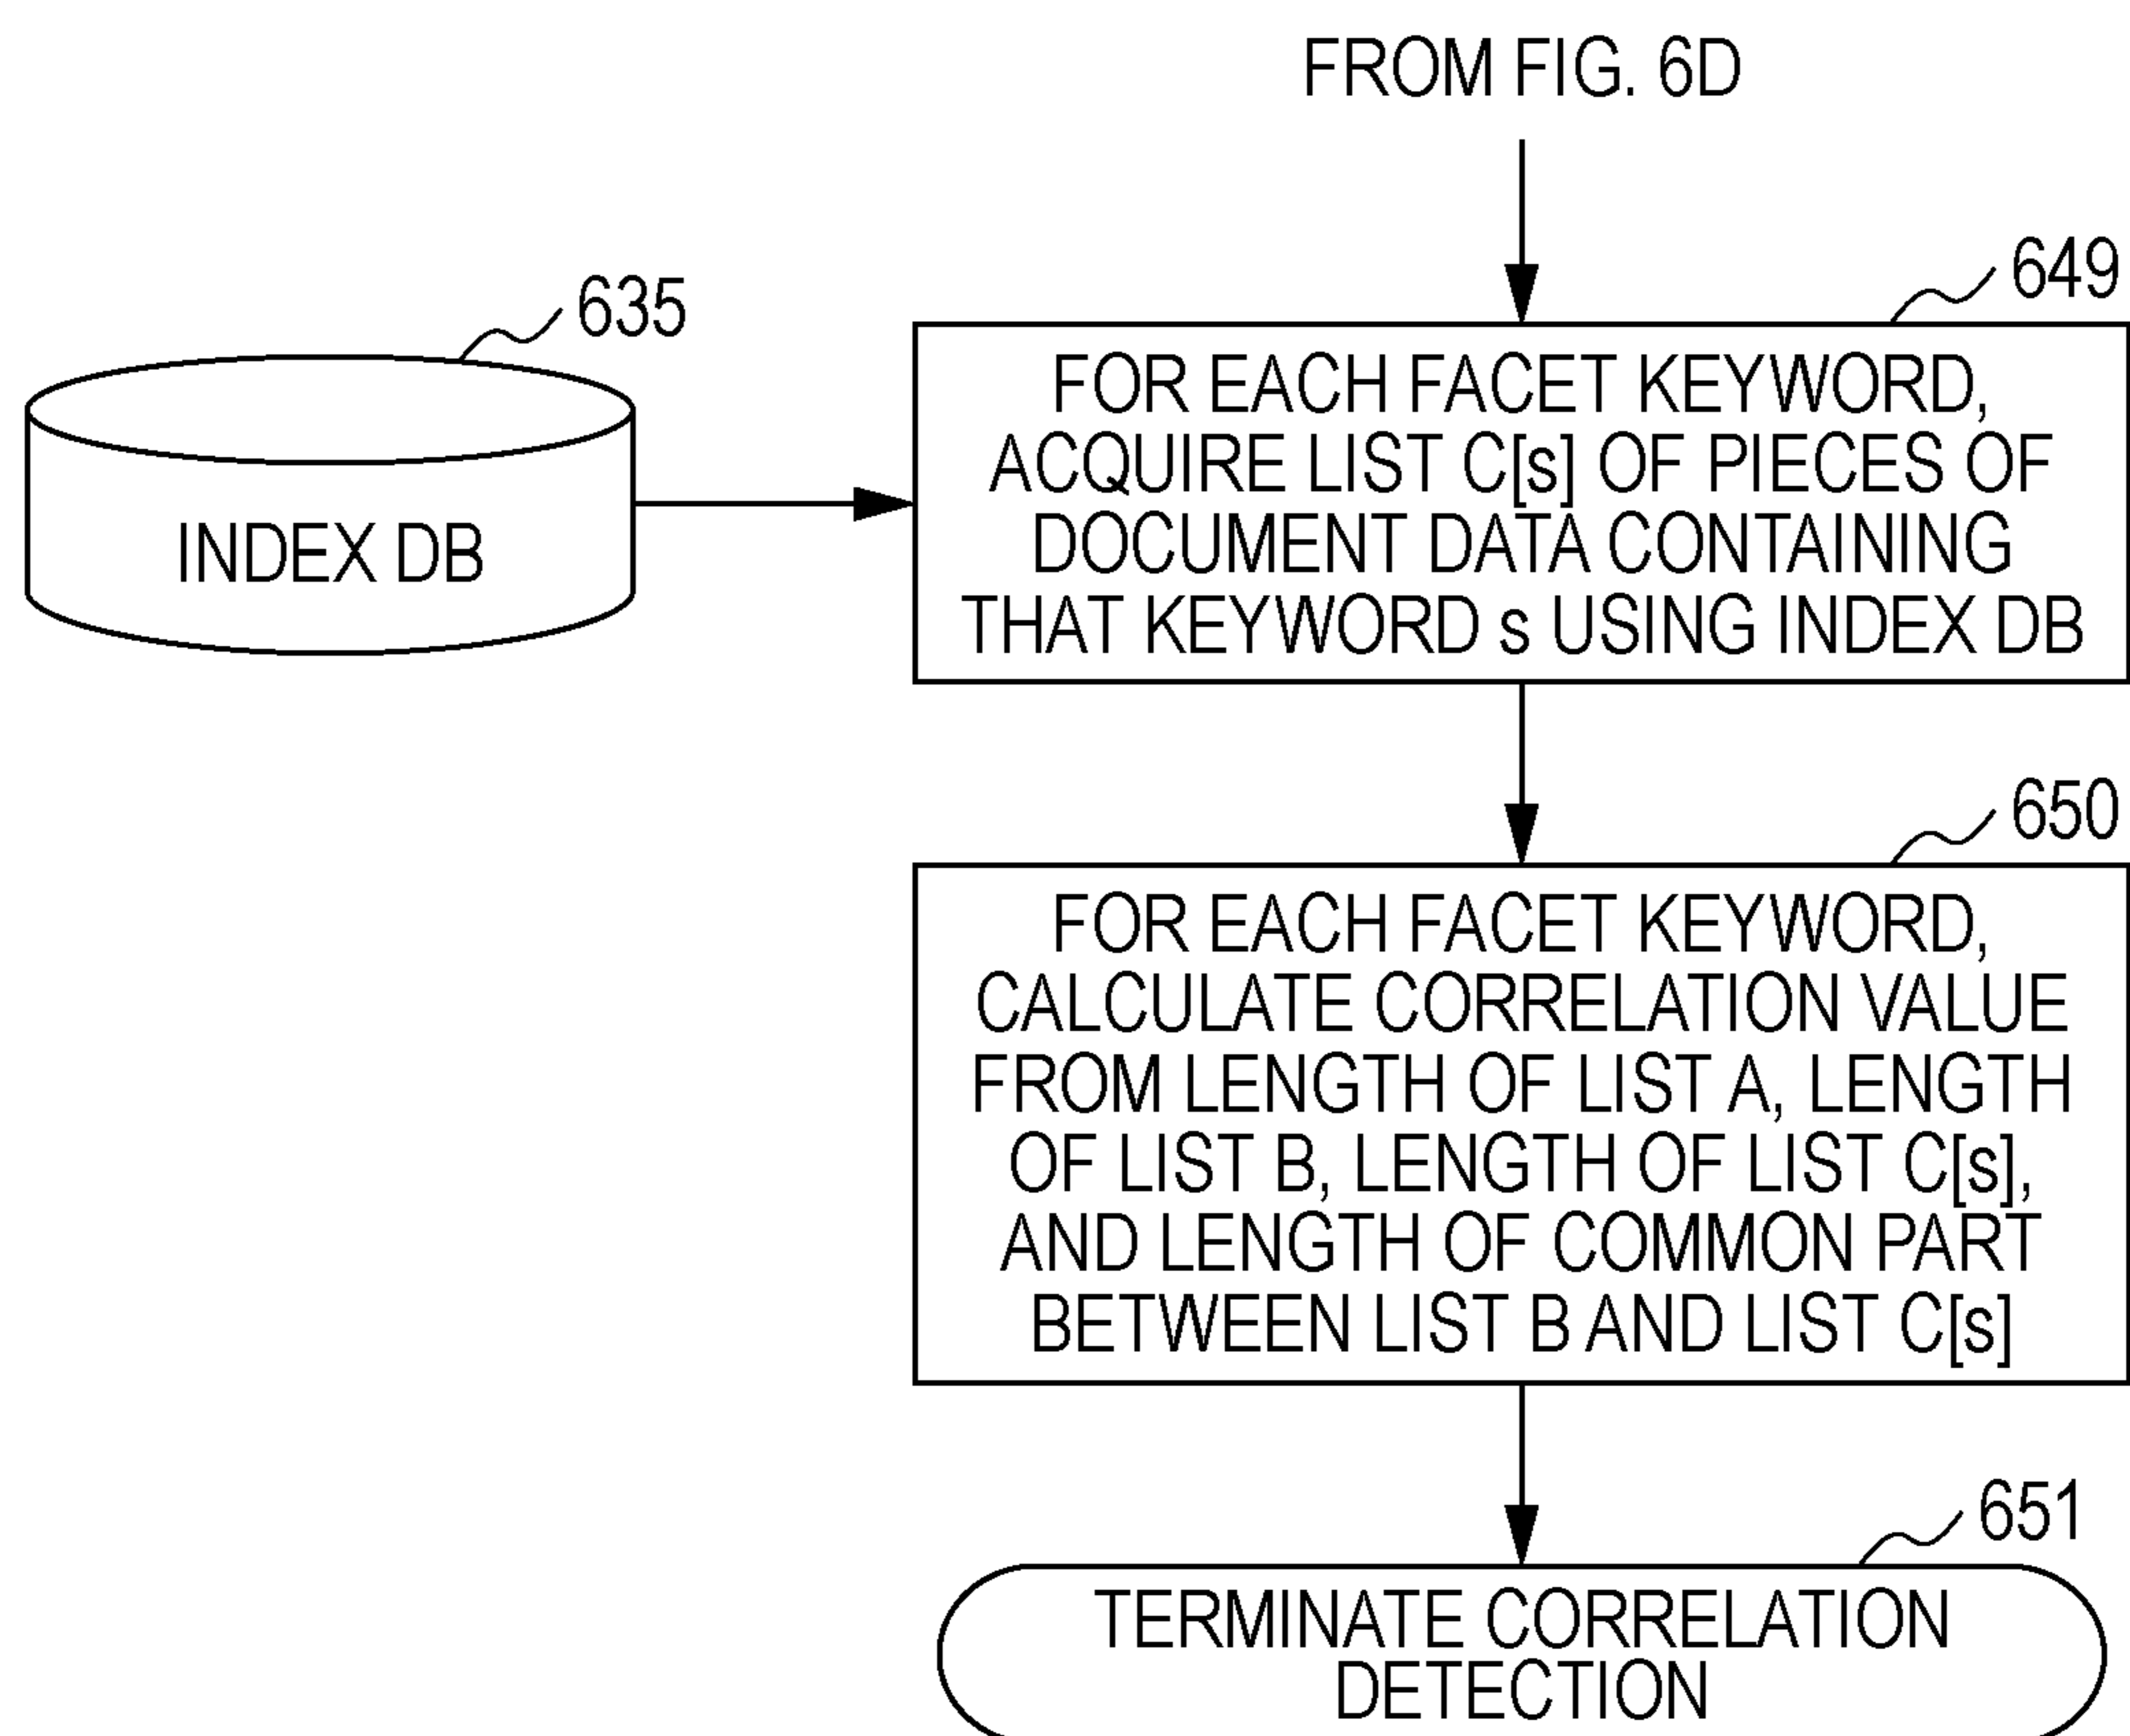 FROM FIG. 6D
649
635
FOR EACH FACET KEYWORD,
ACQUIRE LIST C[s] OF PIECES OF
DOCUMENT DATA CONTAINING
THAT KEYWORD s USING INDEX DB
INDEX DB
650
FOR EACH FACET KEYWORD,
CALCULATE CORRELATION VALUE
FROM LENGTH OF LIST A, LENGTH
OF LIST B, LENGTH OF LIST C[s],
AND LENGTH OF COMMON PART
BETWEEN LIST B AND LIST C[s]
651
TERMINATE CORRELATION
DETECTION